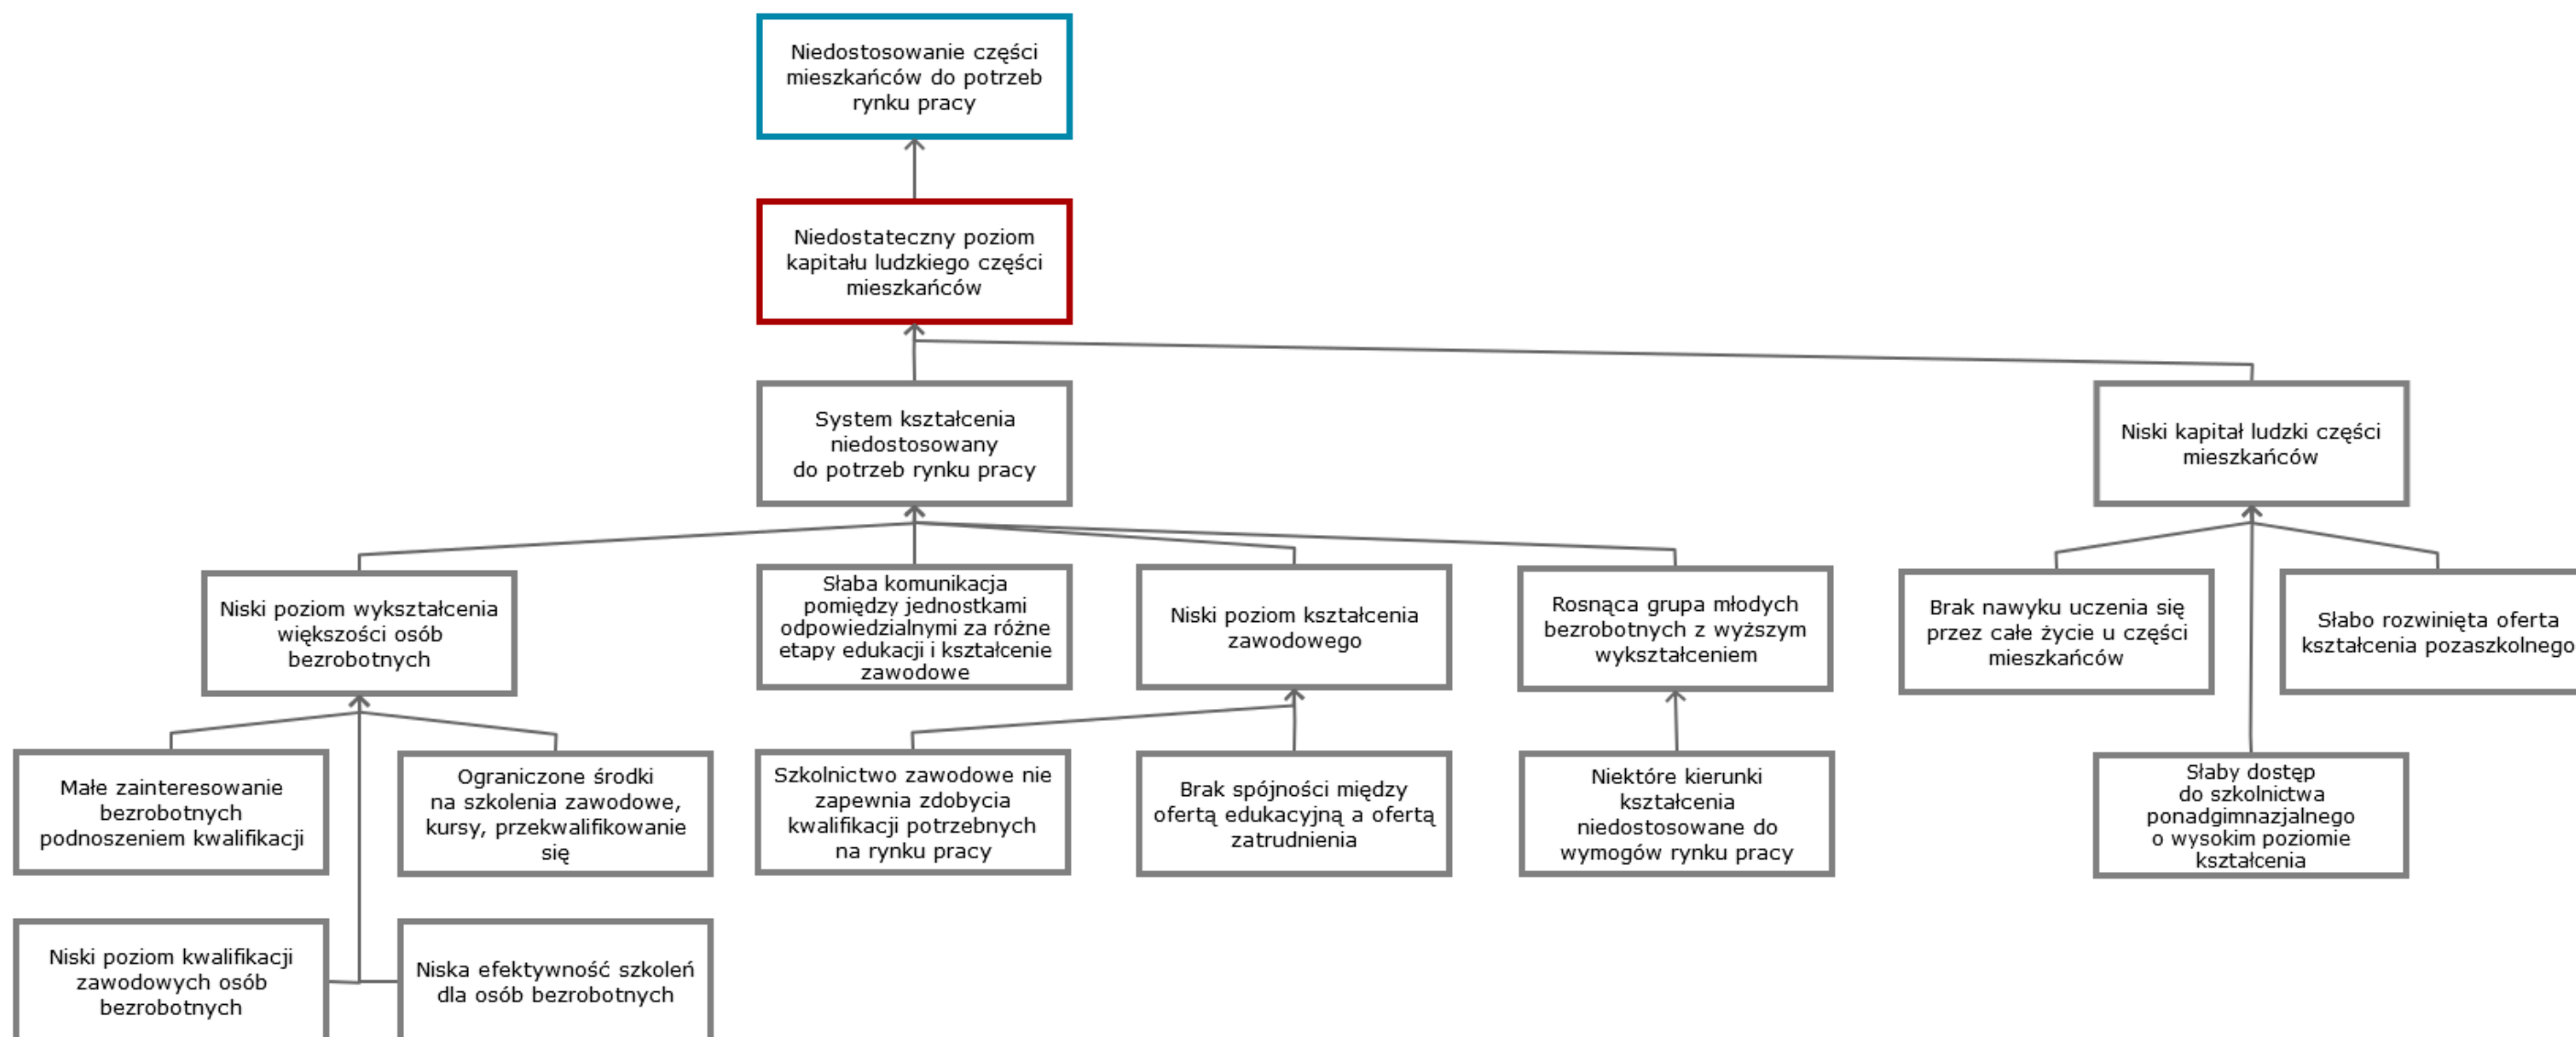 Niedostosowanie części
mieszkańców do potrzeb
rynku pracy
Niedostateczny poziom
kapitału ludzkiego części
mieszkańców
System kształcenia
niedostosowany
do potrzeb rynku pracy
Niski kapitał ludzki części
mieszkańców
Niski poziom wykształcenia
większości osób
bezrobotnych
Słaba komunikacja
pomiędzy jednostkami
odpowiedzialnymi za różne
etapy edukacji i kształcenie
zawodowe
Niski poziom kształcenia
zawodowego
Rosnąca grupa młodych
bezrobotnych z wyższym
wykształceniem
Brak nawyku uczenia się
przez całe życie u części
mieszkańców
Słabo rozwinięta oferta
kształcenia pozaszkolnego
Małe zainteresowanie
bezrobotnych
podnoszeniem kwalifikacji
Ograniczone środki
na szkolenia zawodowe,
kursy, przekwalifikowanie
się
Szkolnictwo zawodowe nie
zapewnia zdobycia
kwalifikacji potrzebnych
na rynku pracy
Brak spójności między
ofertą edukacyjną a ofertą
zatrudnienia
Niektóre kierunki
kształcenia
niedostosowane do
wymogów rynku pracy
Słaby dostęp
do szkolnictwa
ponadgimnazjalnego
o wysokim poziomie
kształcenia
Niski poziom kwalifikacji
zawodowych osób
bezrobotnych
Niska efektywność szkoleń
dla osób bezrobotnych